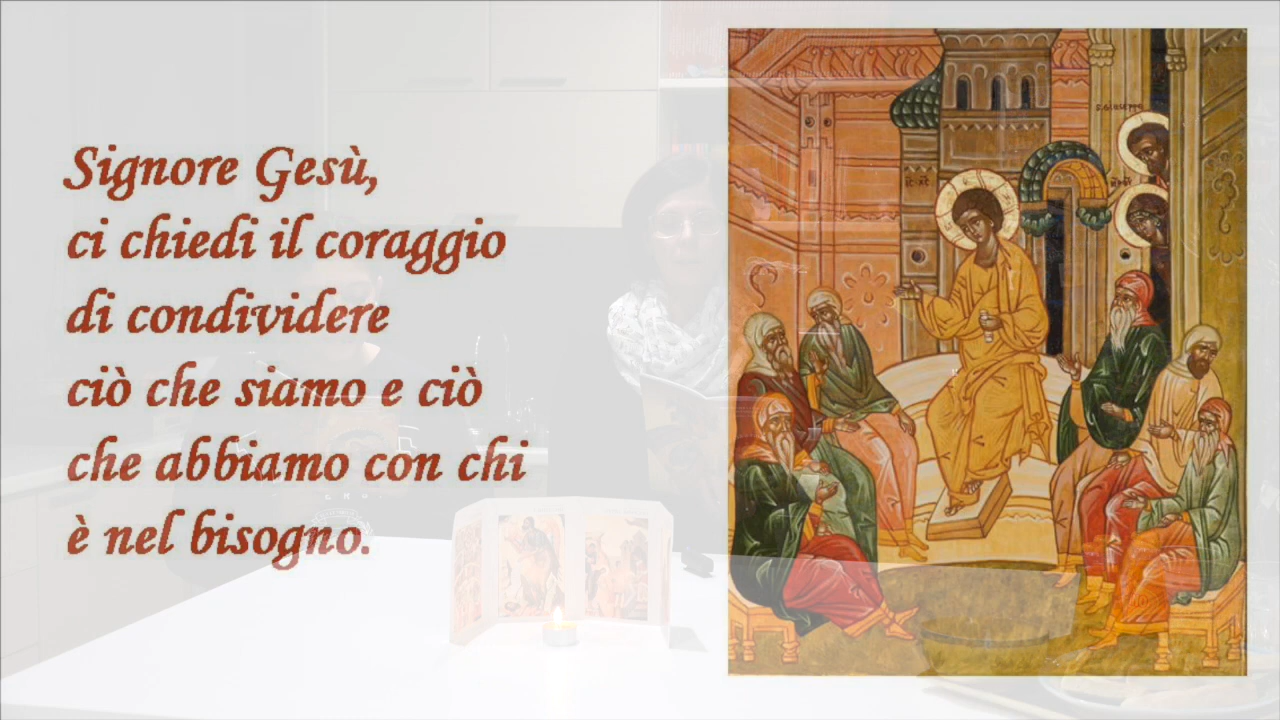 Signore Gesù,
ci chiedi il coraggio
di condividere
ciò che siamo e ciò
che abbiamo con chi
è nel bisogno.